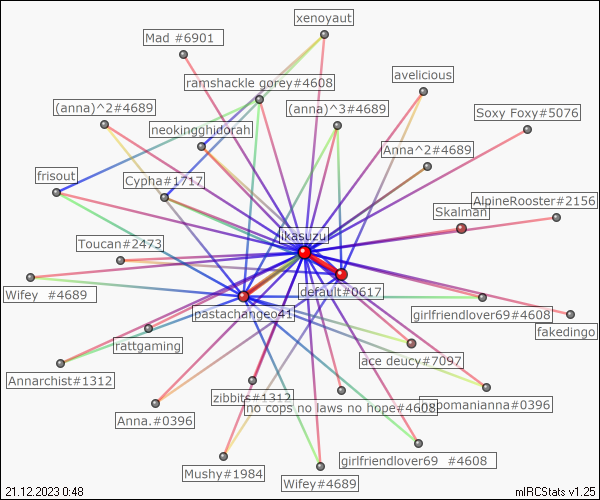 xenoyaut
Mad #6901
ramshackle gorey#4608
avelicious
(anna)^2#4689
(anna)^3#4689
Soxy Foxy#5076
neokingghidorah
Anna^2#4689
frisout
Cypha#1717
AlpineRooster#2156
Skalman
ikasuzu
Toucan#2473
default#0617
Wifey #4689
pastachangeo41
girlfriendlover69#4608
fakedingo
rattgaming
ace deucy#7097
Annarchist#1312
zibbits#1312
no cops no laws no hope#4608
pomanianna#0396
Anna.#0396
girlfriendlover69 #4608
Mushy#1984
Wifey#4689
21.12.2023 0:48
mIRCStats v1.25